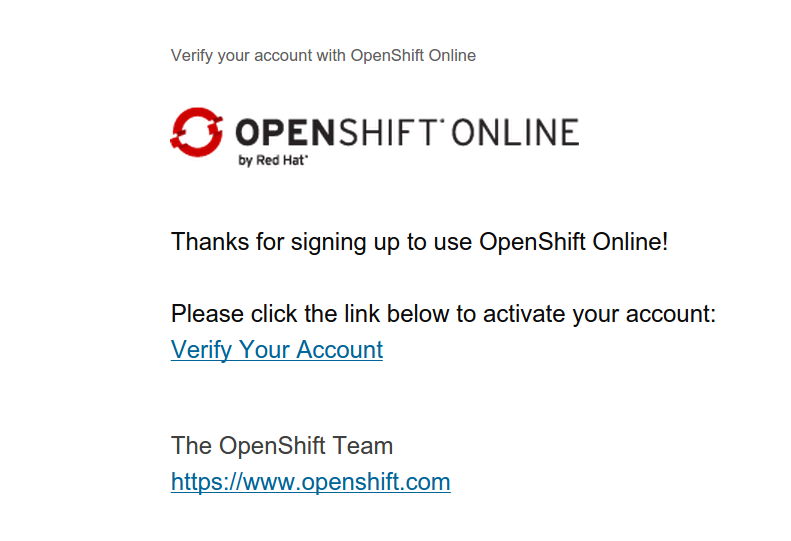 Verify your account with OpenShift Online
OPENSHIFT ONLINE
by Red Hat
Thanks for signing up to use OpenShift Online!
Please click the link below to activate your account:
Verify Your Account
The OpenShift Team
https://www.openshift.com